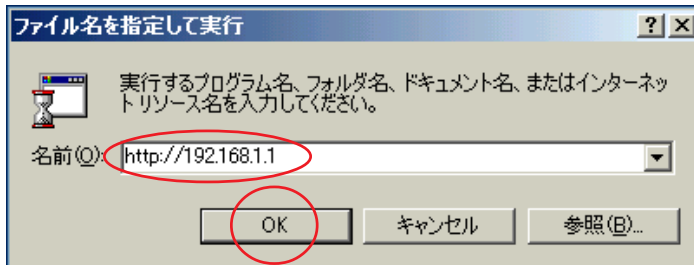 ファイル名を指定して実行
実行するプログラム名、フォルダ名、ドキュメント名、またはインターネッ
トリソース名を入力してください。
名前(O): http://192.168.1.1
OK キャンセル 参照(B)...